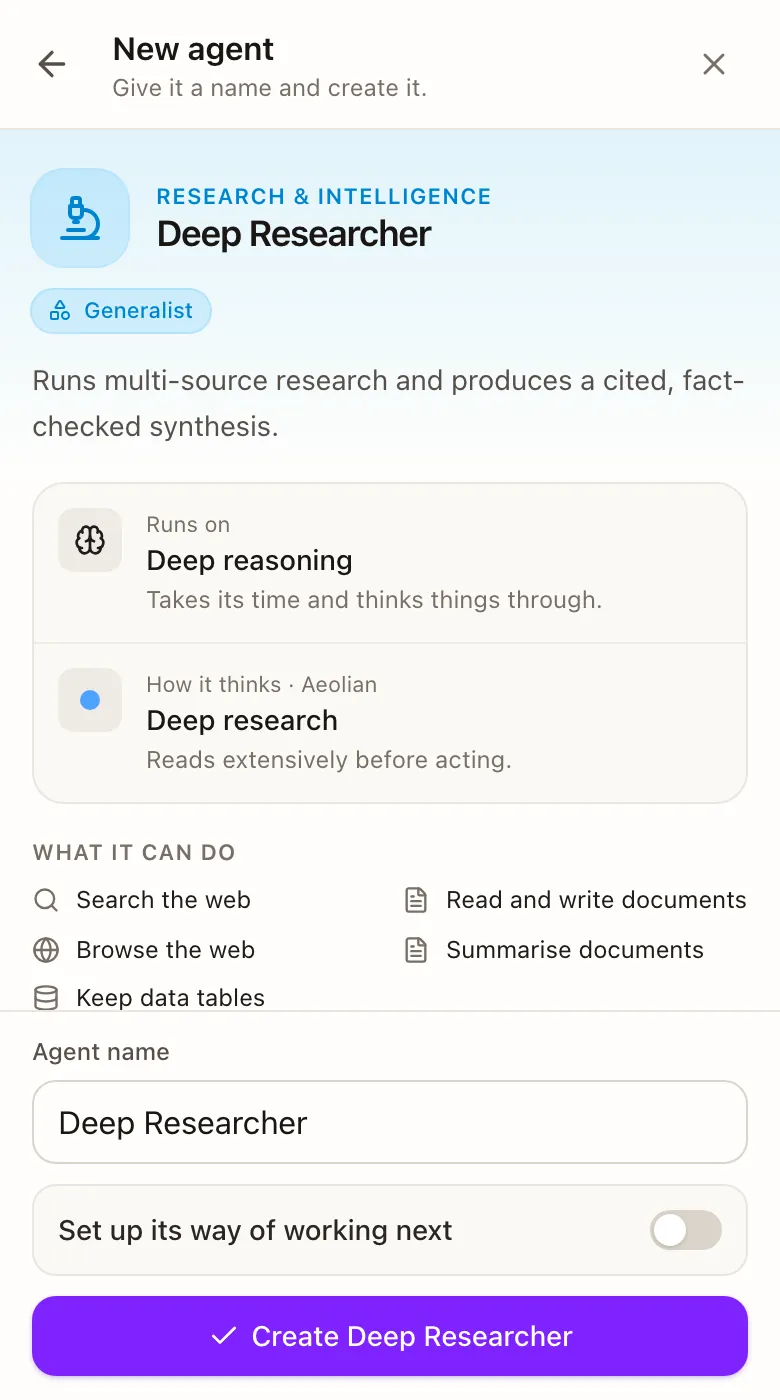 New agent
Give it a name and create it.
RESEARCH & INTELLIGENCE
Deep Researcher
Generalist
Runs multi-source research and produces a cited, fact-
checked synthesis.
Runs on
Deep reasoning
Takes its time and thinks things through.
How it thinks · Aeolian
Deep research
Reads extensively before acting.
WHAT IT CAN DO
Search the web
Read and write documents
Browse the web
Summarise documents
Keep data tables
Agent name
Deep Researcher
Set up its way of working next
Create Deep Researcher